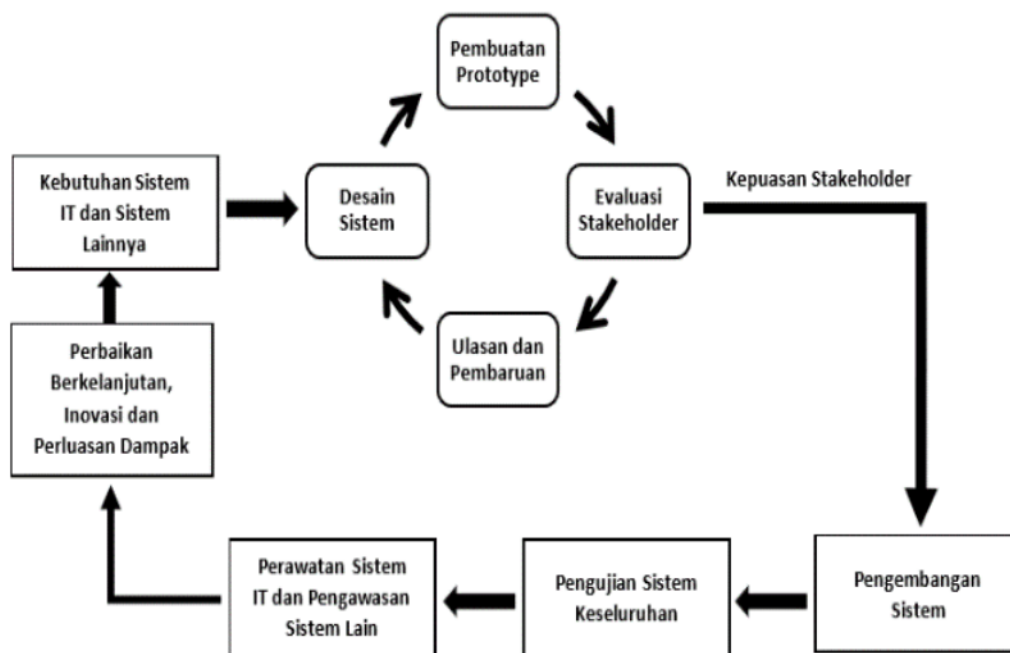 Pembuatan
Prototype
Kebutuhan Sistem
IT dan Sistem
Lainnya
Desain
Sistem
Evaluasi
Stakeholder
Kepuasan Stakeholder
Ulasan dan
Pembaruan
Perbaikan
Berkelanjutan,
Inovasi dan
Perluasan Dampak
Perawatan Sistem
IT dan Pengawasan
Sistem Lain
Pengujian Sistem
Keseluruhan
Pengembangan
Sistem